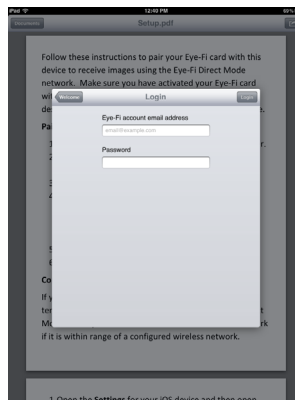 iPod 12:40 PM 69%
Documents Setup.pdf
Follow these instructions to pair your Eye-Fi card with this
device to receive images using the Eye-Fi Direct Mode
network. Make sure you have activated your Eye-Fi card
Welcome Login Login
Eye-Fi account email address
email@example.com
Password
if it is within range of a configured wireless network.
1. Open the Settings for your iOS device and then open